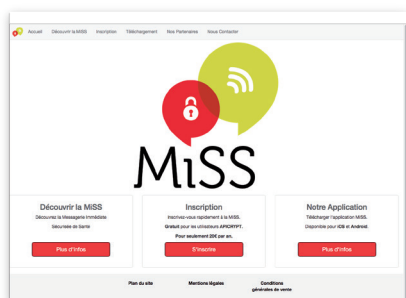 Accueil Découvrir la MiSS Inscription Téléchargement Nos Partenaires Nous Contacter
MiSS
Découvrir la MiSS
Découvrez la Messagerie Immédiate
Sécurisée de Santé
Plus d'infos
Inscription
Inscrivez-vous rapidement à la MISS.
Gratuit pour les utilisateurs APICRYPT.
Pour seulement 20€ par an.
S'inscrire
Notre Application
Télécharger l'application MISS.
Disponible pour iOS et Android.
Plus d'infos
Plan du site Mentions légales Conditions
générales de vente